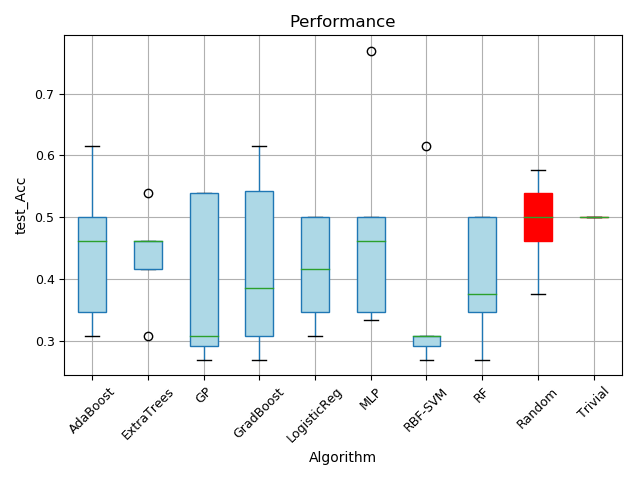 Performance
test_Acc
0.7
0.6
0.5
0.4
0.3
AdaBoost
ExtraTrees
GP
GradBoost
LogisticReg
MLP
RBF-SVM
RF
Random
Trivial
Algorithm